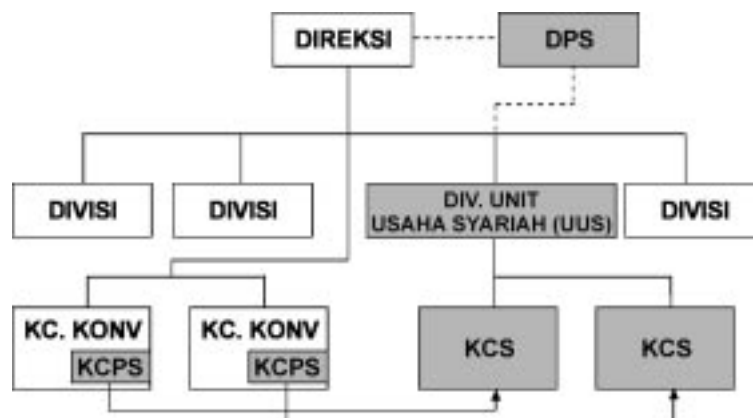 DIREKSI
DPS
DIVISI
DIVISI
DIV. UNIT
USAHA SYARIAH (UUS)
DIVISI
KC. KONV
KCPS
KC. KONV
KCPS
KCS
KCS